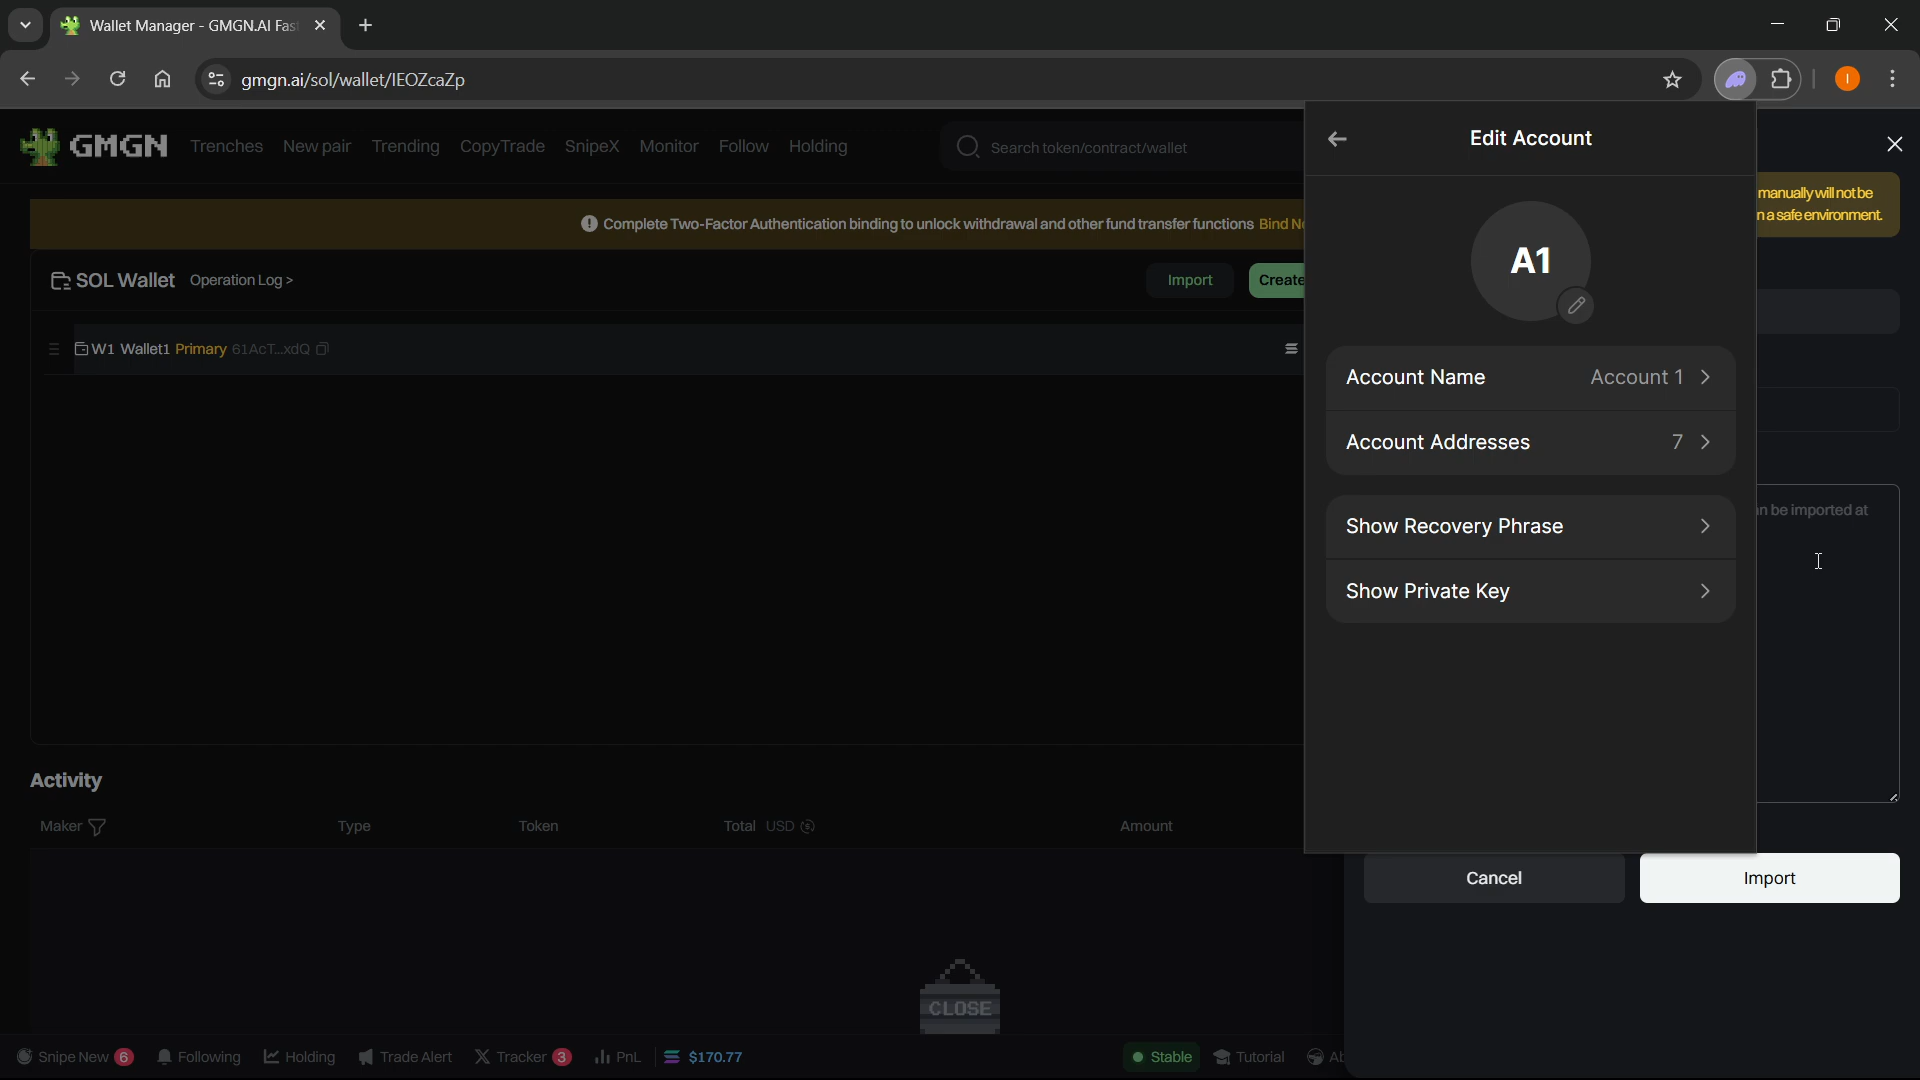 Wallet Manager - GMGN.AI Fas
gmgn.ai/sol/wallet/IEOZcaZp
I
GMGN
Trenches New pair Trending CopyTrade SnipeX Monitor Follow Holding
Search token/contract/wallet
Complete Two-Factor Authentication binding to unlock withdrawal and other fund transfer functions Bind N
SOL Wallet Operation Log >
Import
Create
W1 Wallet1 Primary 61AcT...xdQ
Edit Account
A1
Account Name Account 1
Account Addresses 7
Show Recovery Phrase
Show Private Key
manually will not be
n a safe environment.
n be imported at
Cancel
Import
Activity
Maker Type Token Total USD Amount
CLOSE
Snipe New 6 Following Holding Trade Alert Tracker 3 PnL $170.77
Stable Tutorial Ab